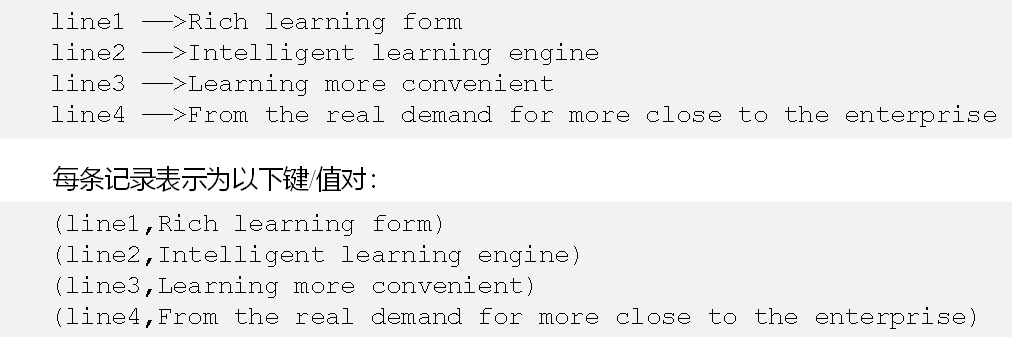 line1 ——>Rich learning form
line2 ——>Intelligent learning engine
line3 ——>Learning more convenient
line4 ——>From the real demand for more close to the enterprise
每条记录表示为以下键/值对：
(line1,Rich learning form)
(line2,Intelligent learning engine)
(line3,Learning more convenient)
(line4,From the real demand for more close to the enterprise)